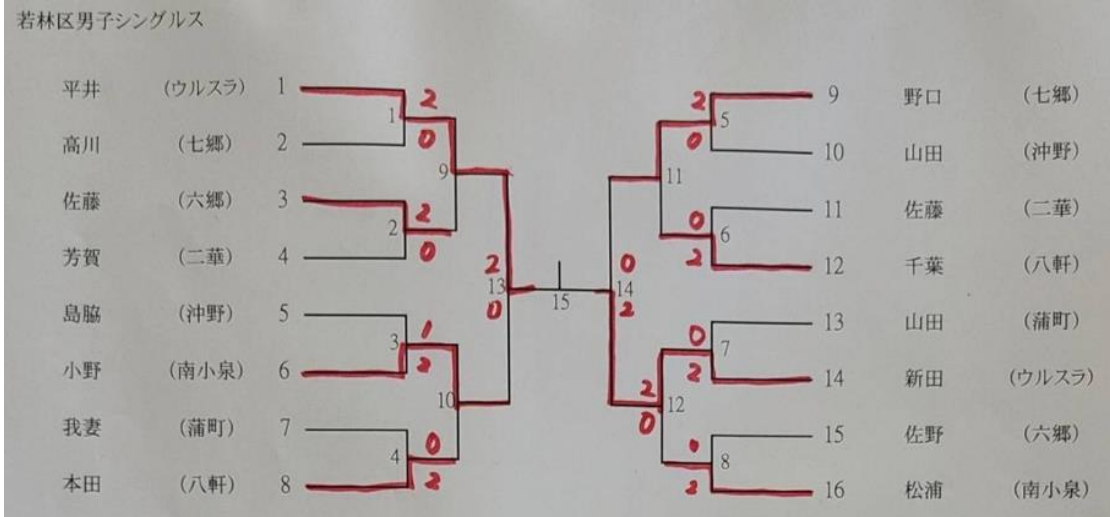 若林区男子シングルス
平井 (ウルスラ) 1
高川 (七郷) 2
佐藤 (六郷) 3
芳賀 (二華) 4
島脇 (沖野) 5
小野 (南小泉) 6
我妻 (蒲町) 7
本田 (八軒) 8
1 2 0
2 2 0
3 1 2
4 0 2
9
10
13 2 0
15
14 0 2
11
12 2 0
5 2 0
6 0 2
7 0 2
8 2
9 野口 (七郷)
10 山田 (沖野)
11 佐藤 (二華)
12 千葉 (八軒)
13 山田 (蒲町)
14 新田 (ウルスラ)
15 佐野 (六郷)
16 松浦 (南小泉)